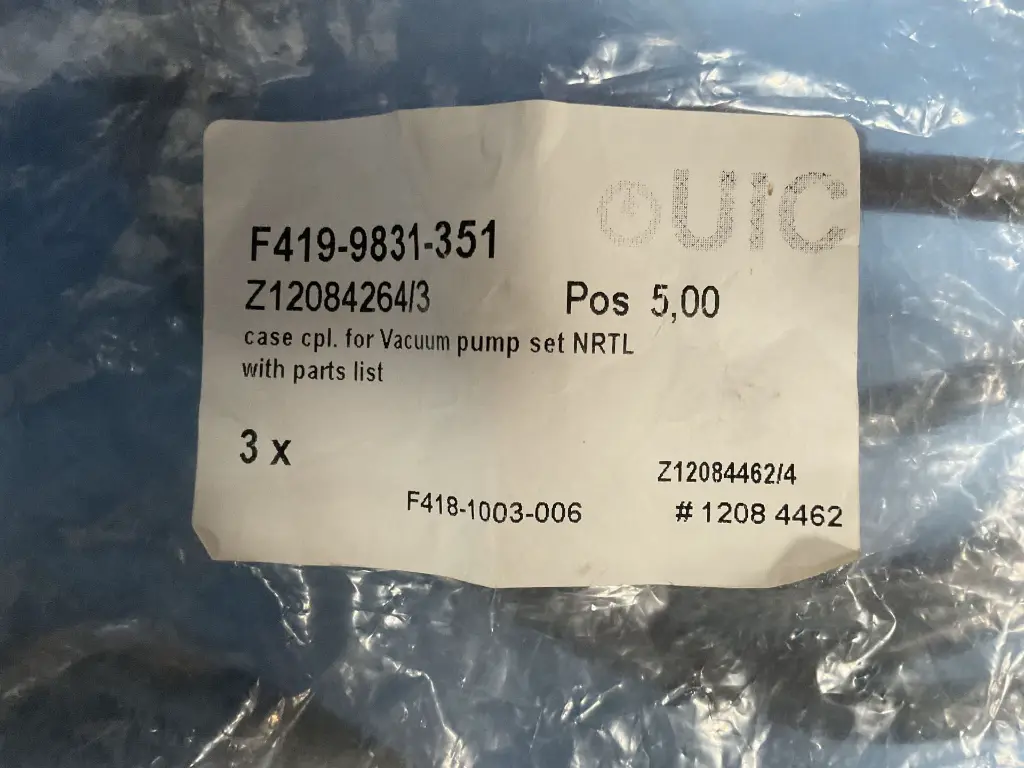 UIC
F419-9831-351
Z12084264/3 Pos 5,00
case cpl. for Vacuum pump set NRTL
with parts list
3 x
Z12084462/4
F418-1003-006 # 1208 4462